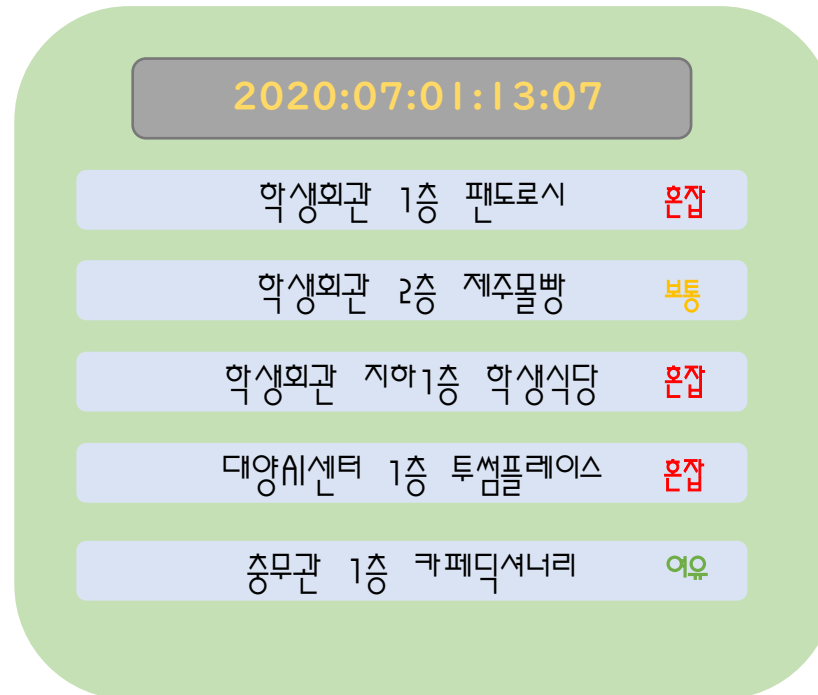 2020:07:01:13:07
학생회관 1층 팬도로시 혼잡
학생회관 2층 제주몰빵 보통
학생회관 지하1층 학생식당 혼잡
대양AI센터 1층 투썸플레이스 혼잡
충무관 1층 카페딕셔너리 여유